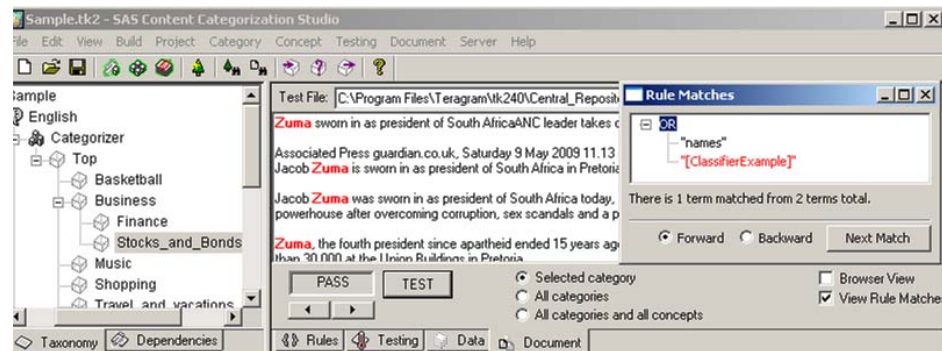 Sample.tk2 - SAS Content Categorization Studio
File Edit View Build Project Category Concept Testing Document Server Help
Sample
English
Categorizer
Top
Basketball
Business
Finance
Stocks_and_Bonds
Music
Shopping
Travel and vacations
Taxonomy Dependencies
Test File: C:\Program Files\Teragram\tk240\Central_Reposit
Zuma sworn in as president of South AfricaANC leader takes
Associated Press guardian.co.uk, Saturday 9 May 2009 11.13
Jacob Zuma is sworn in as president of South Africa in Pretoria
Jacob Zuma was sworn in as president of South Africa today,
powerhouse after overcoming corruption, sex scandals and a p
Zuma, the fourth president since apartheid ended 15 years ag
than 30,000 at the Union Buildings in Pretoria
Rule Matches
OR
"names"
"[ClassifierExample]"
There is 1 term matched from 2 terms total.
Forward Backward Next Match
PASS TEST
Selected category
All categories
All categories and all concepts
Browser View
View Rule Matche
Rules Testing Data Document